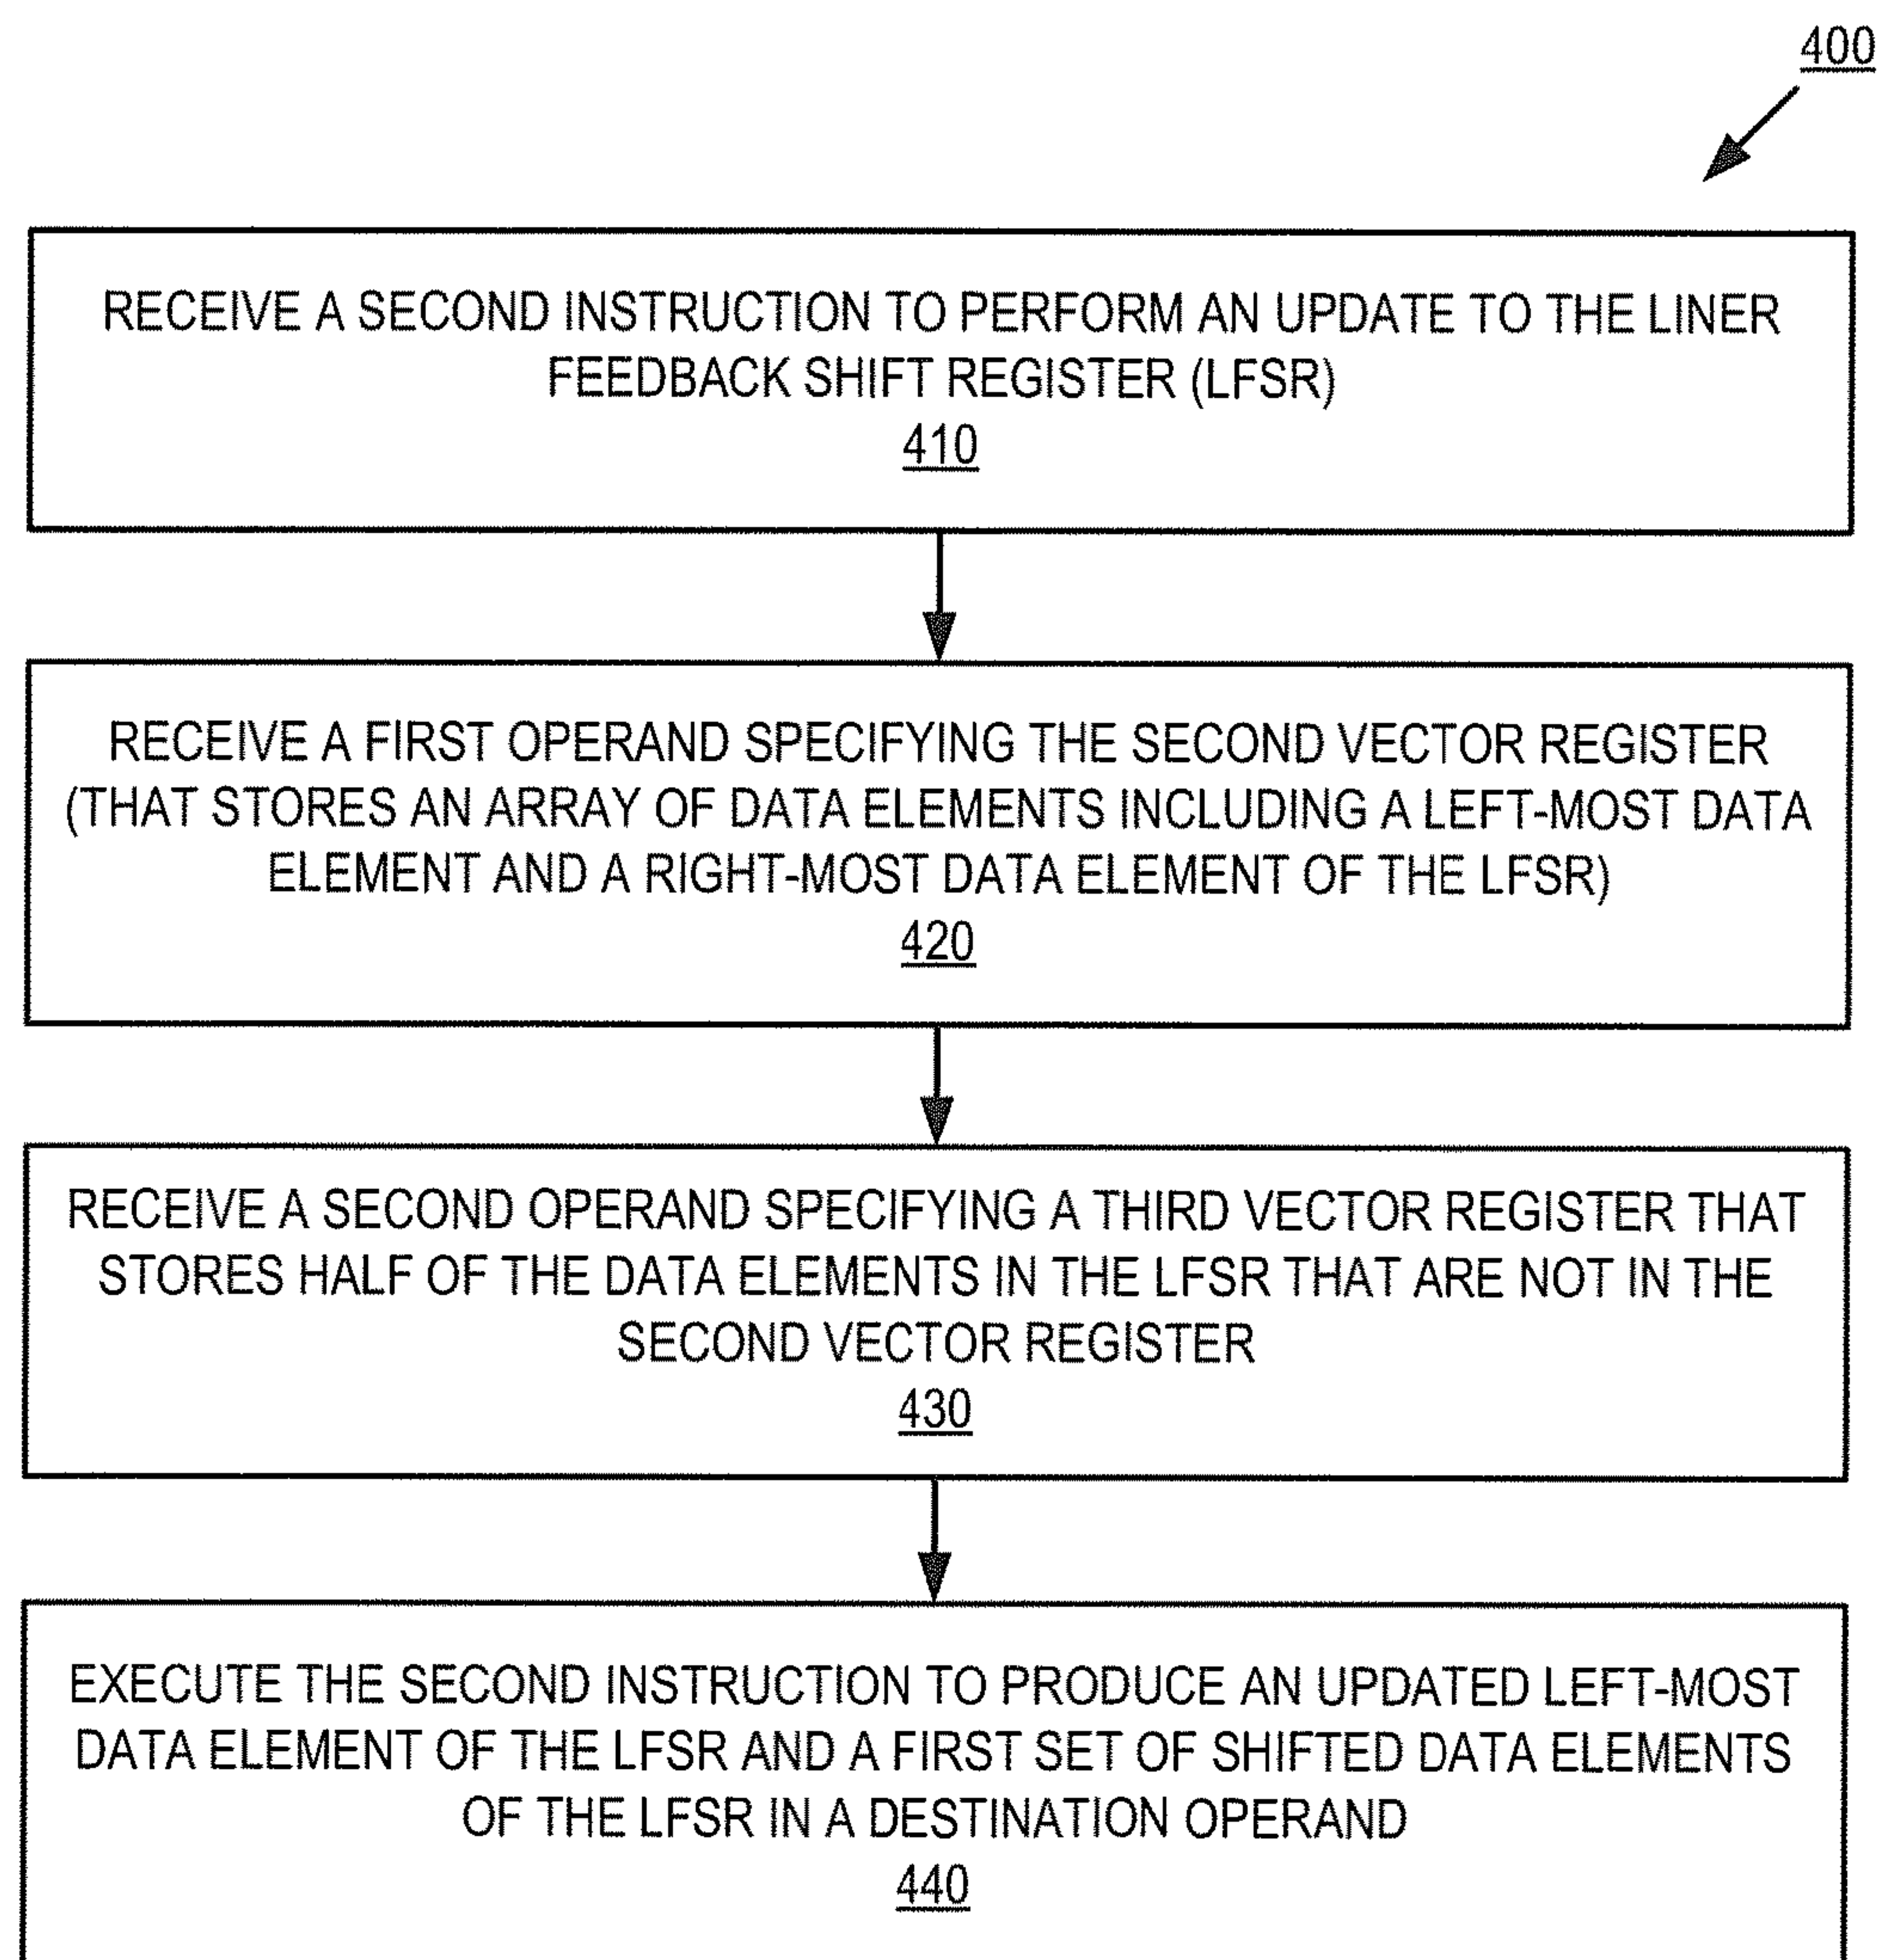 400
RECEIVE A SECOND INSTRUCTION TO PERFORM AN UPDATE TO THE LINER
FEEDBACK SHIFT REGISTER (LFSR)
410
RECEIVE A FIRST OPERAND SPECIFYING THE SECOND VECTOR REGISTER
(THAT STORES AN ARRAY OF DATA ELEMENTS INCLUDING A LEFT-MOST DATA
ELEMENT AND A RIGHT-MOST DATA ELEMENT OF THE LFSR)
420
RECEIVE A SECOND OPERAND SPECIFYING A THIRD VECTOR REGISTER THAT
STORES HALF OF THE DATA ELEMENTS IN THE LFSR THAT ARE NOT IN THE
SECOND VECTOR REGISTER
430
EXECUTE THE SECOND INSTRUCTION TO PRODUCE AN UPDATED LEFT-MOST
DATA ELEMENT OF THE LFSR AND A FIRST SET OF SHIFTED DATA ELEMENTS
OF THE LFSR IN A DESTINATION OPERAND
440